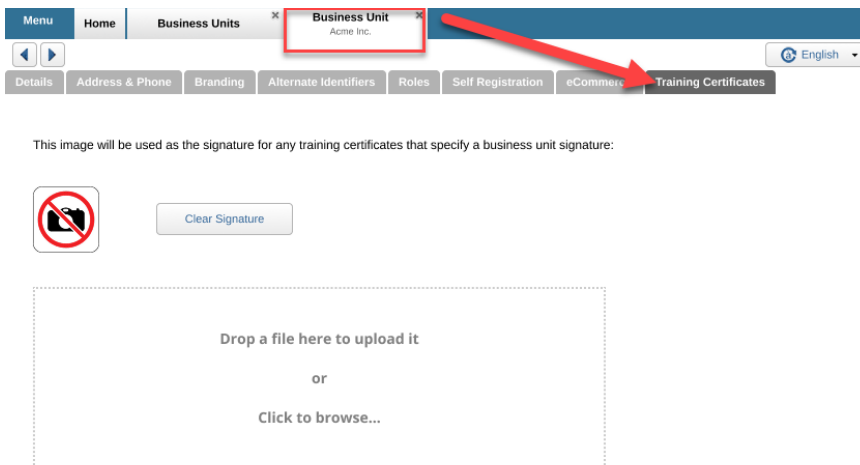 Menu
Home
Business Units
Business Unit
Acme Inc.
English
Details
Address & Phone
Branding
Alternate Identifiers
Roles
Self Registration
Training Certificates
This image will be used as the signature for any training certificates that specify a business unit signature:
Clear Signature
Drop a file here to upload it
or
Click to browse...